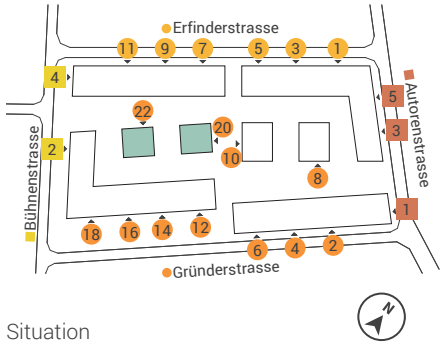 Erfinderstrasse
11 9 7 5 3 1
4
5
22
20
3
2
10
8
Autorenstrasse
Bühnenstrasse
18 16 14 12
1
6 4 2
Gründerstrasse
Situation
N